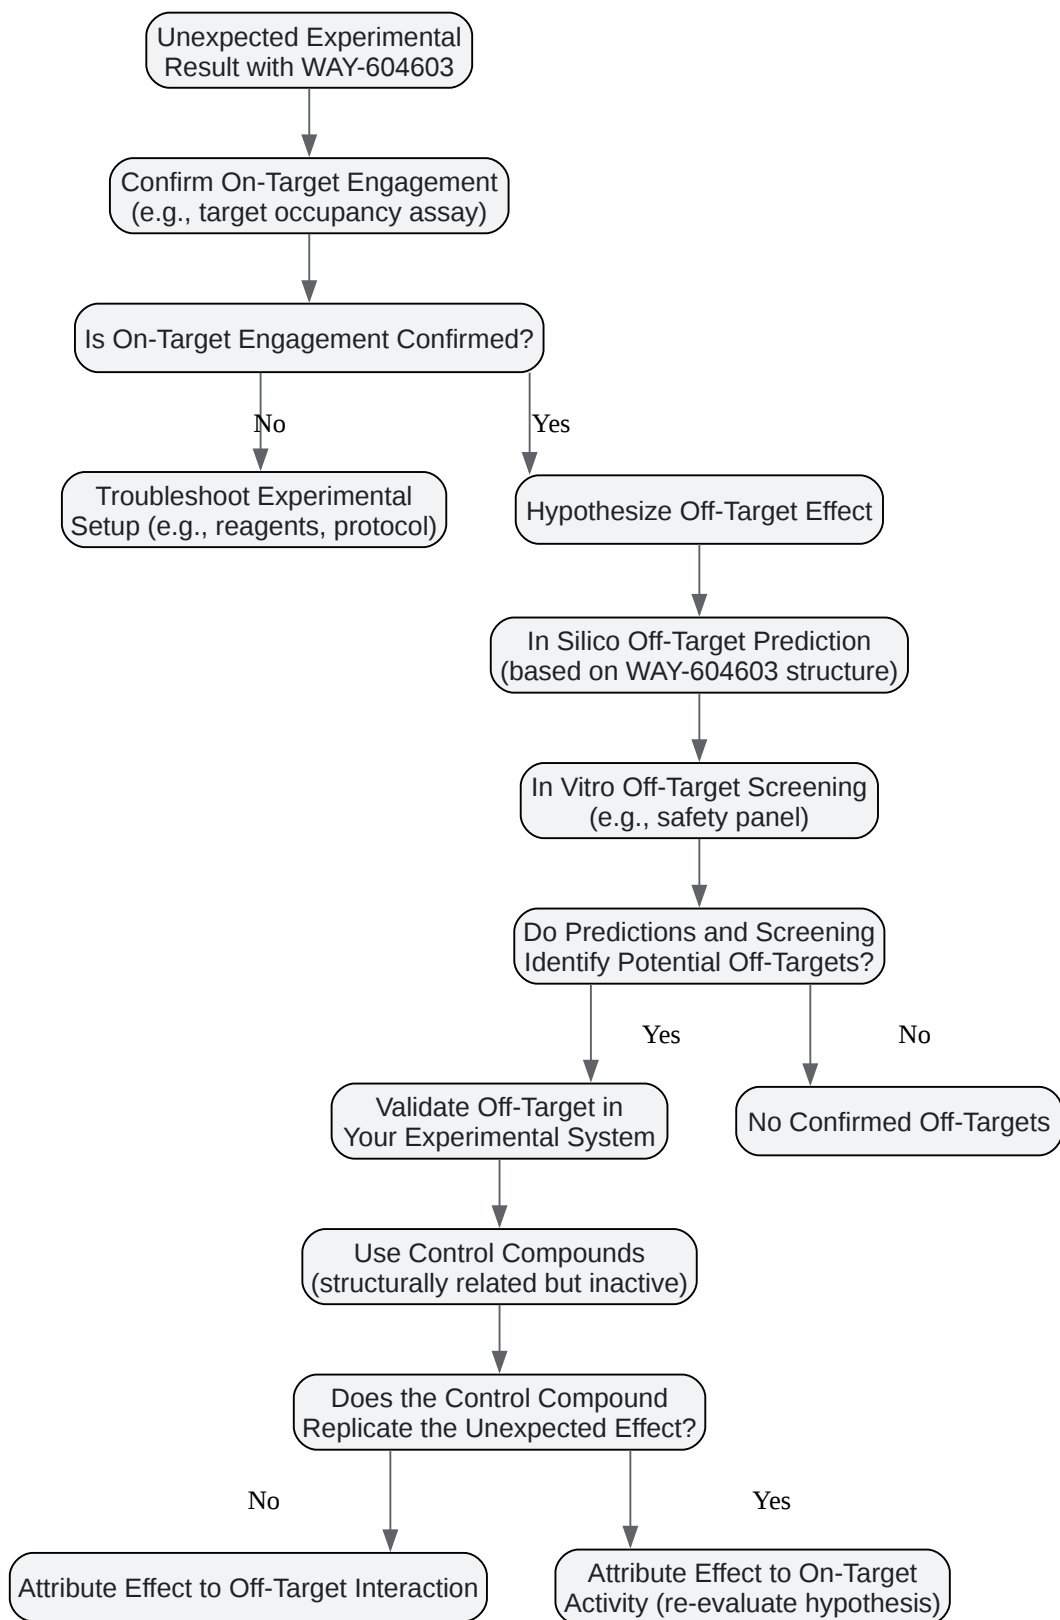 Unexpected Experimental
Result with WAY-604603
Confirm On-Target Engagement
(e.g., target occupancy assay)
Is On-Target Engagement Confirmed?
No
Yes
Troubleshoot Experimental
Setup (e.g., reagents, protocol)
Hypothesize Off-Target Effect
In Silico Off-Target Prediction
(based on WAY-604603 structure)
In Vitro Off-Target Screening
(e.g., safety panel)
Do Predictions and Screening
Identify Potential Off-Targets?
Yes
No
Validate Off-Target in
Your Experimental System
No Confirmed Off-Targets
Use Control Compounds
(structurally related but inactive)
Does the Control Compound
Replicate the Unexpected Effect?
No
Yes
Attribute Effect to Off-Target Interaction
Attribute Effect to On-Target
Activity (re-evaluate hypothesis)